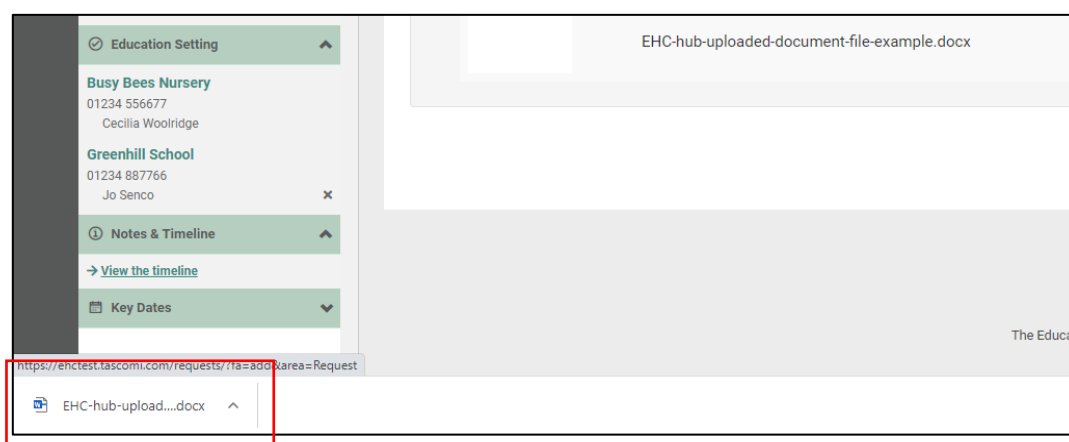 Education Setting
Busy Bees Nursery
01234 556677
Cecilia Woolridge
Greenhill School
01234 887766
Jo Senco
Notes & Timeline
View the timeline
Key Dates
EHC-hub-uploaded-document-file-example.docx
The Educa
https://ehctest.tascomi.com/requests/?fa=add&area=Request
EHC-hub-upload....docx